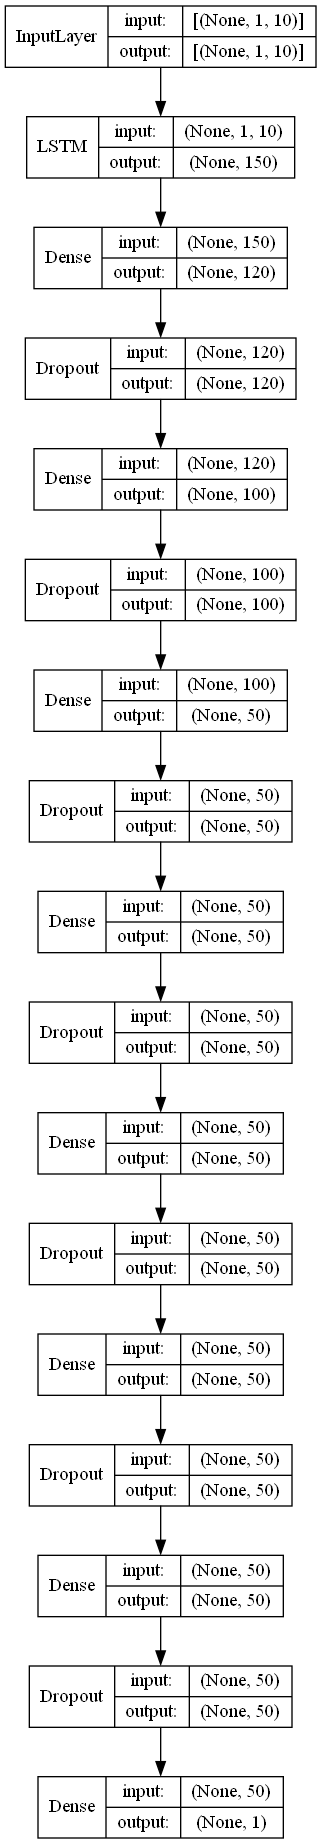 InputLayer
input: [(None, 1, 10)]
output: [(None, 1, 10)]
LSTM
input: (None, 1, 10)
output: (None, 150)
Dense
input: (None, 150)
output: (None, 120)
Dropout
input: (None, 120)
output: (None, 120)
Dense
input: (None, 120)
output: (None, 100)
Dropout
input: (None, 100)
output: (None, 100)
Dense
input: (None, 100)
output: (None, 50)
Dropout
input: (None, 50)
output: (None, 50)
Dense
input: (None, 50)
output: (None, 50)
Dropout
input: (None, 50)
output: (None, 50)
Dense
input: (None, 50)
output: (None, 50)
Dropout
input: (None, 50)
output: (None, 50)
Dense
input: (None, 50)
output: (None, 50)
Dropout
input: (None, 50)
output: (None, 50)
Dense
input: (None, 50)
output: (None, 50)
Dropout
input: (None, 50)
output: (None, 50)
Dense
input: (None, 50)
output: (None, 1)